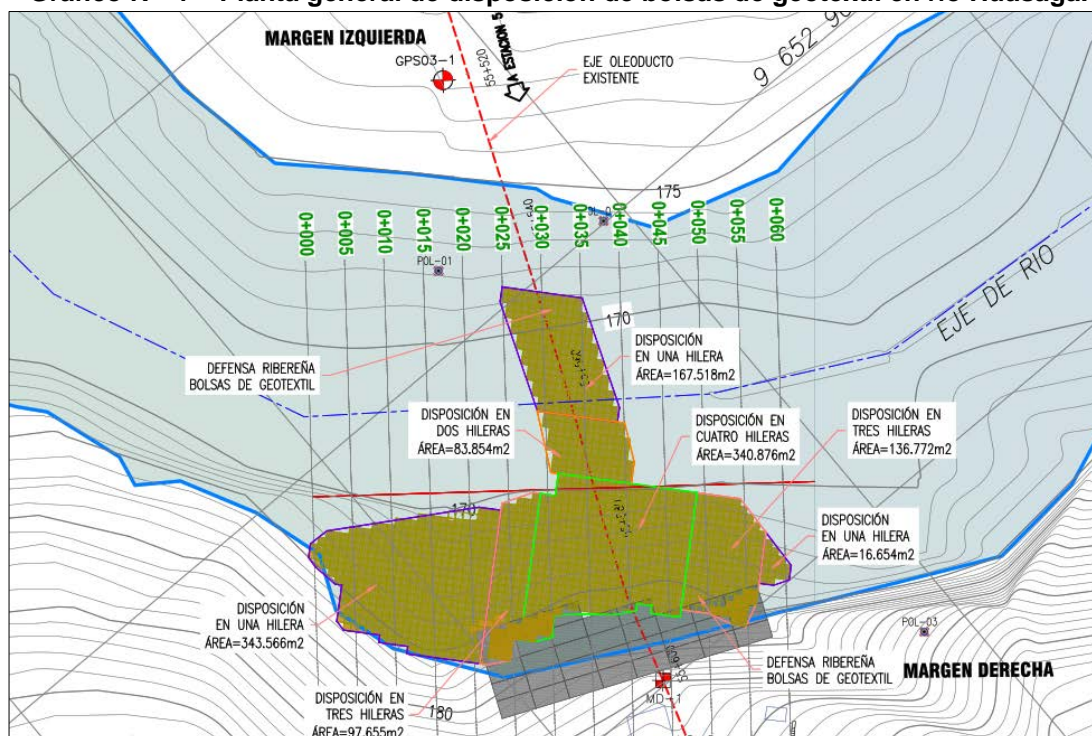 Gráfico N° 1 – Planta general de disposición de bolsas de geotextil en río Huasaga
MARGEN IZQUIERDA
GPS03-1
A ESTACION 5
55+520
EJE OLEODUCTO
EXISTENTE
9 652 90
175
0+000
0+005
0+010
0+015
0+020
0+025
0+030
0+035
0+040
0+045
0+050
0+055
0+060
POL-01
170
EJE DE RIO
DEFENSA RIBEREÑA
BOLSAS DE GEOTEXTIL
DISPOSICIÓN
EN UNA HILERA
ÁREA=167.518m2
DISPOSICIÓN EN
DOS HILERAS
ÁREA=83.854m2
DISPOSICIÓN EN
CUATRO HILERAS
ÁREA=340.876m2
DISPOSICIÓN EN
TRES HILERAS
ÁREA=136.772m2
170
DISPOSICIÓN
EN UNA HILERA
ÁREA=16.654m2
DISPOSICIÓN
EN UNA HILERA
ÁREA=343.566m2
POL-03
MARGEN DERECHA
DEFENSA RIBEREÑA
BOLSAS DE GEOTEXTIL
MD-1
DISPOSICIÓN EN
TRES HILERAS
ÁREA=97.655m2
180